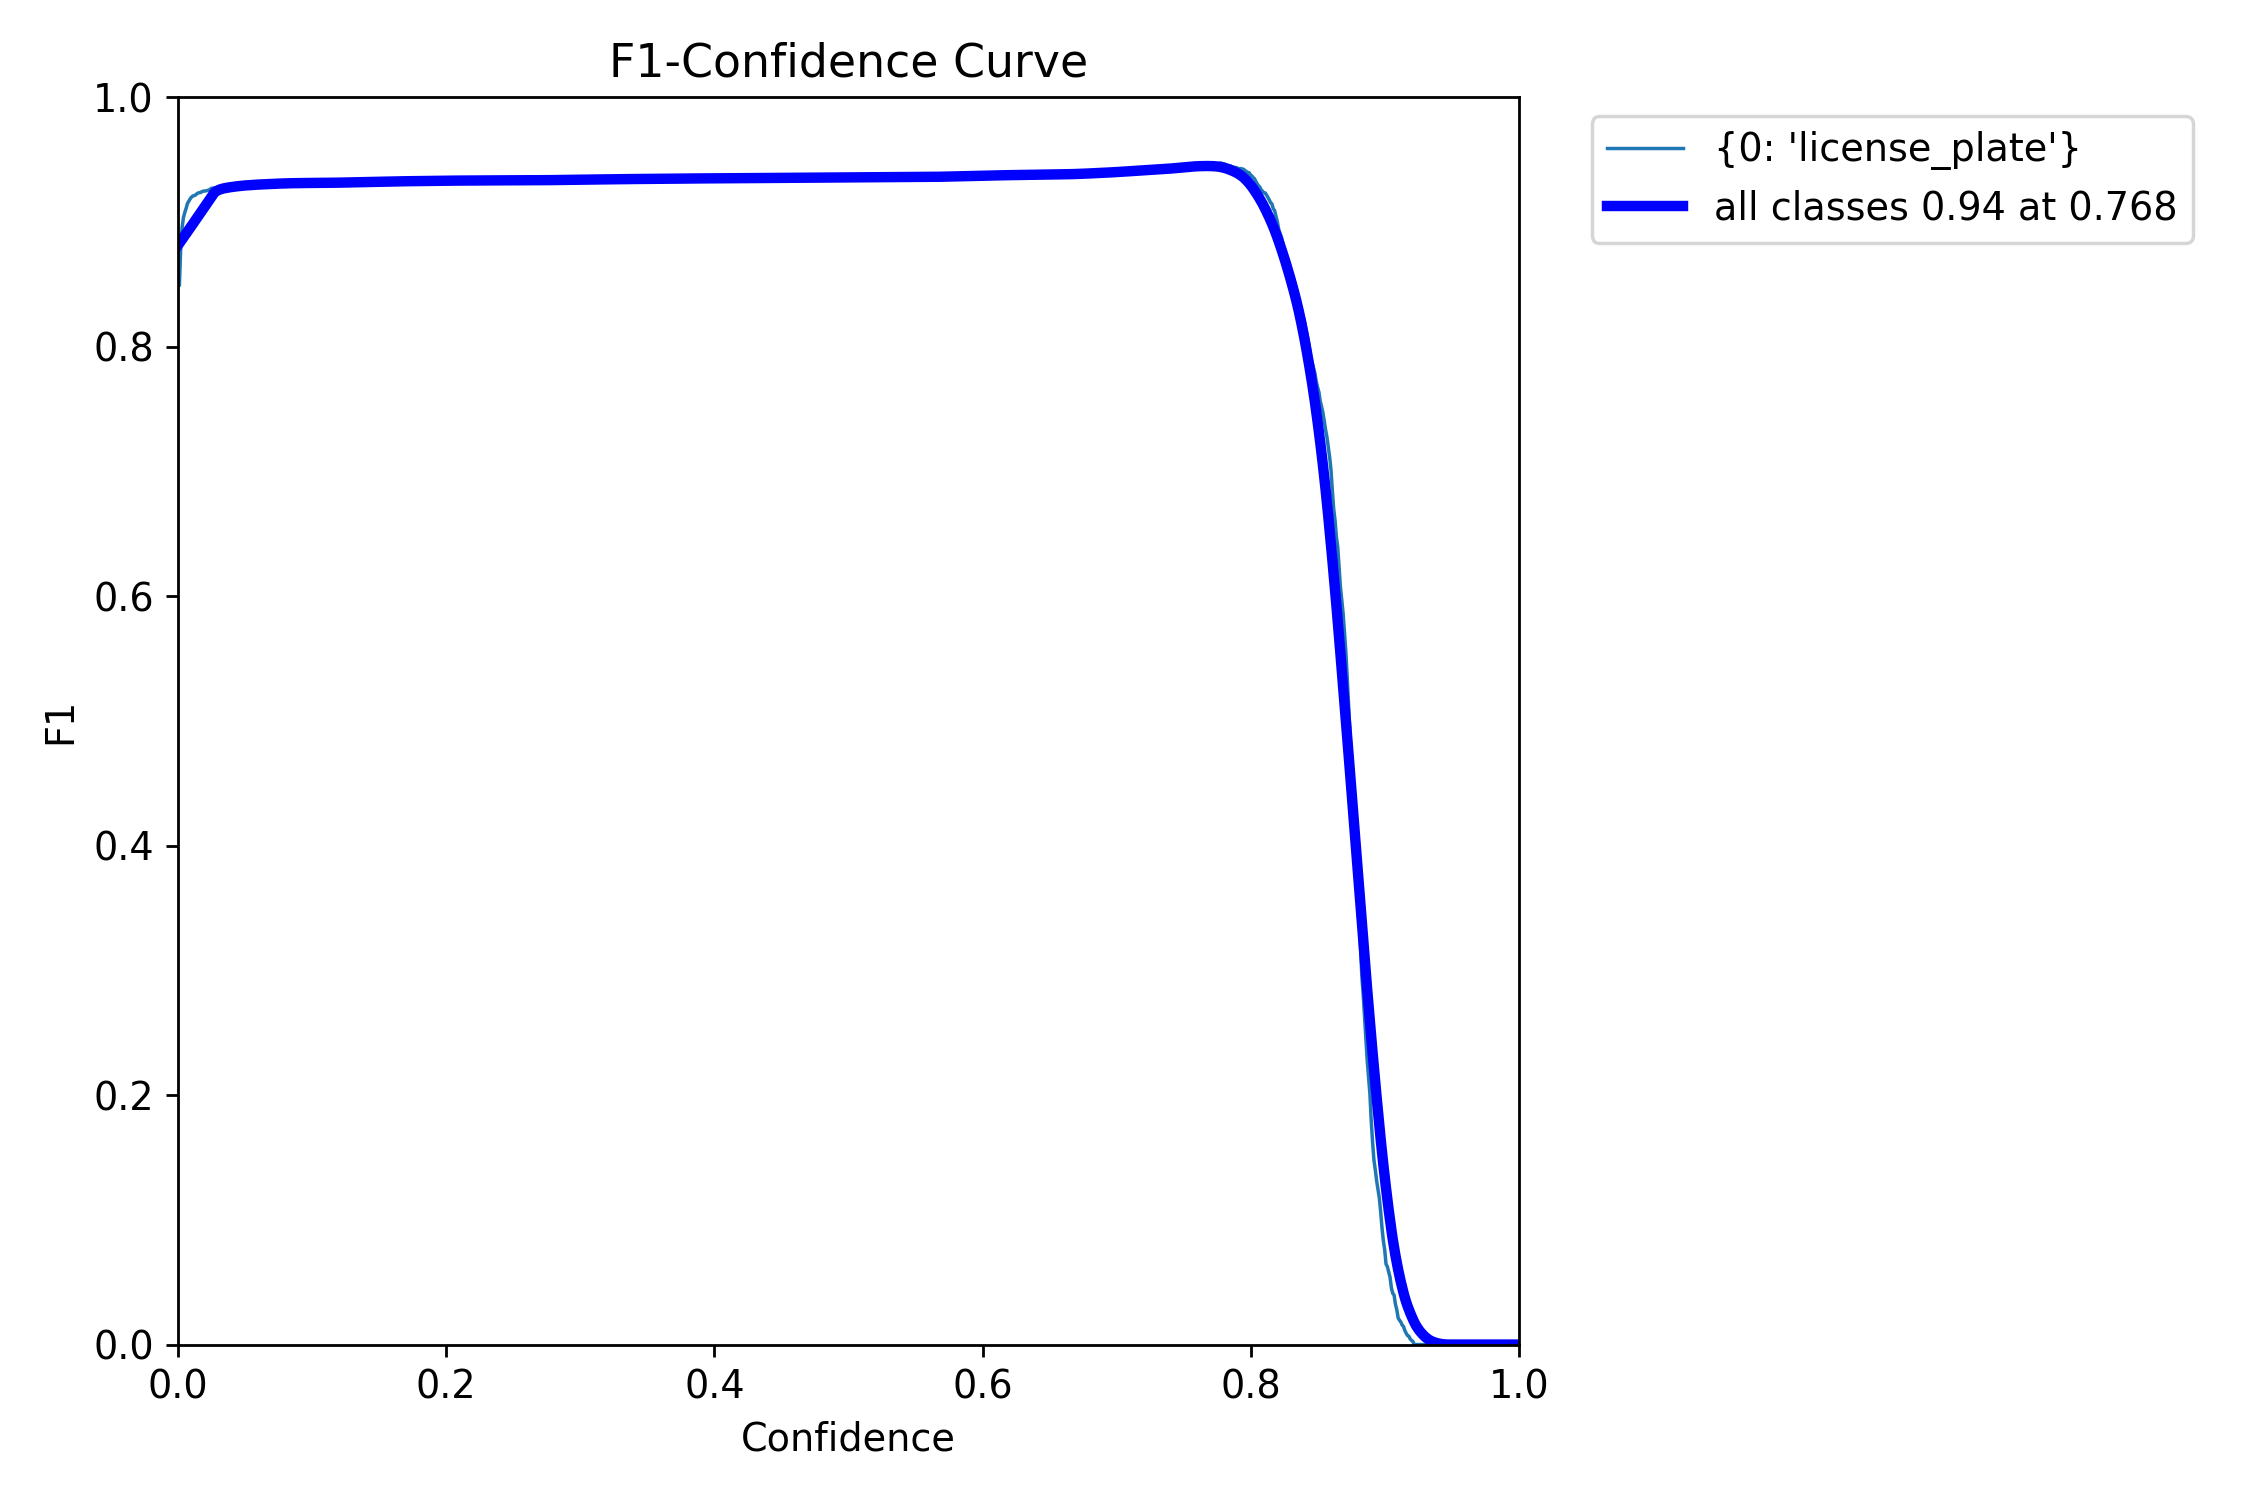 F1-Confidence Curve
{0: 'license_plate'}
all classes 0.94 at 0.768
F1
1.0
0.8
0.6
0.4
0.2
0.0
0.0 0.2 0.4 0.6 0.8 1.0
Confidence